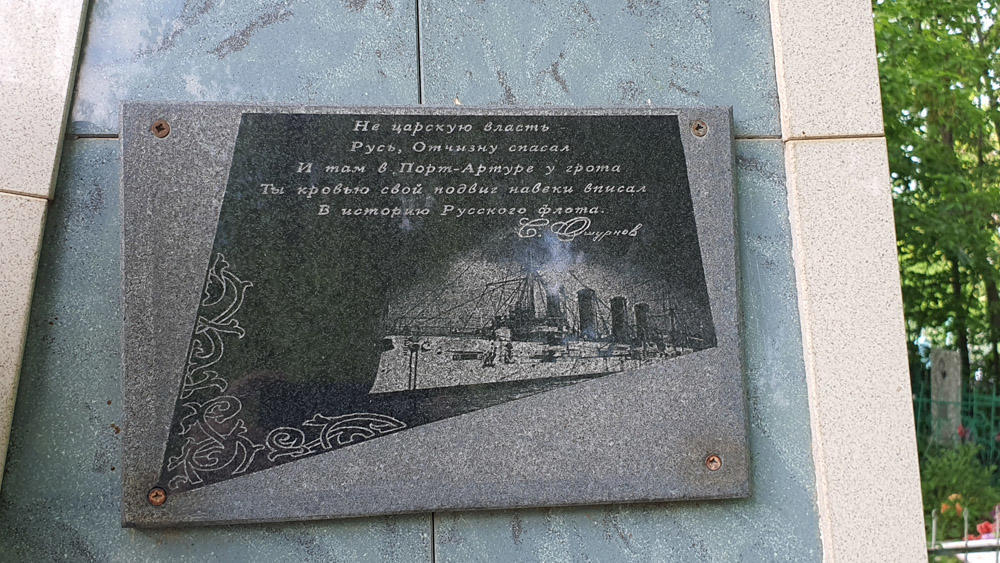 Не царскую власть -
Русь, Отчизну спасал
И там в Порт-Артуре у грота
Ты кровью свой подвиг навеки вписал
В историю Русского флота.
С. Ошурков